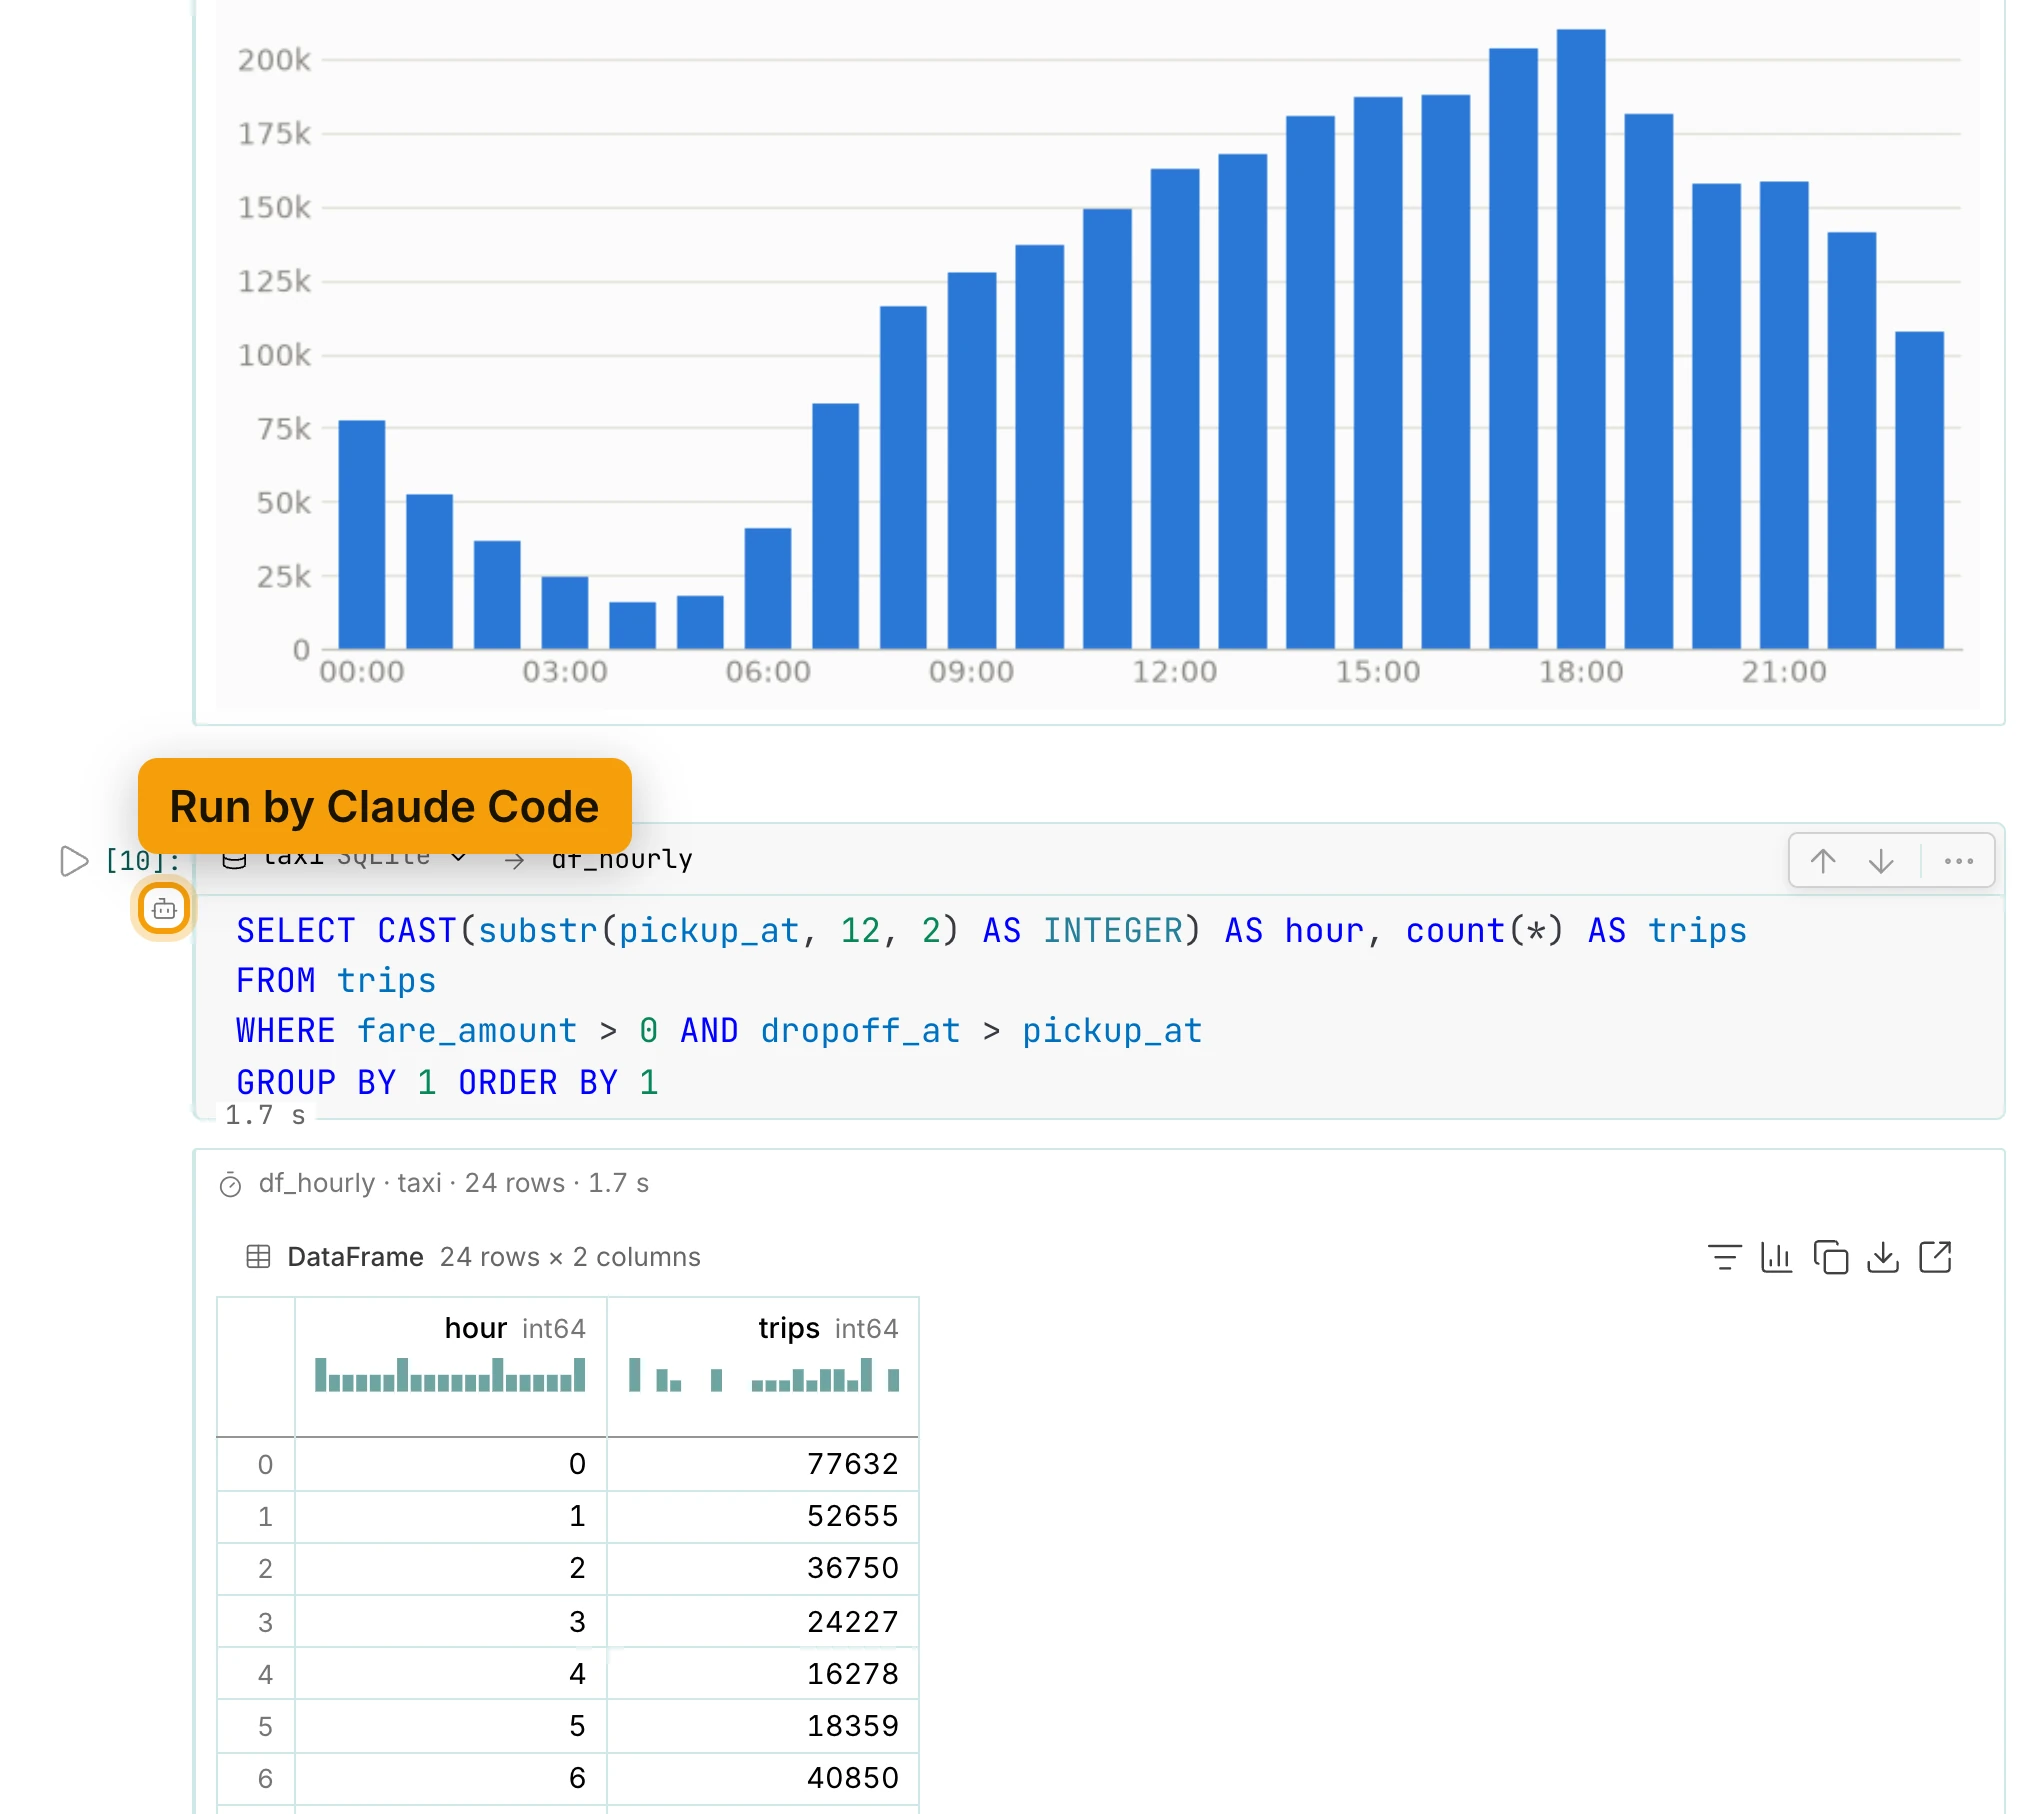 200k
175k
150k
125k
100k
75k
50k
25k
0
00:00 03:00 06:00 09:00 12:00 15:00 18:00 21:00
Run by Claude Code
[10]: taxi SQLite → df_hourly
SELECT CAST(substr(pickup_at, 12, 2) AS INTEGER) AS hour, count(*) AS trips
FROM trips
WHERE fare_amount > 0 AND dropoff_at > pickup_at
GROUP BY 1 ORDER BY 1
1.7 s
df_hourly · taxi · 24 rows · 1.7 s
DataFrame 24 rows × 2 columns
hour int64 trips int64
0 0 77632
1 1 52655
2 2 36750
3 3 24227
4 4 16278
5 5 18359
6 6 40850